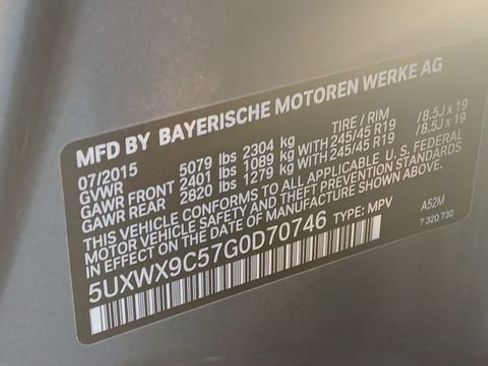 MFD BY BAYERISCHE MOTOREN WERKE AG
07/2015 TIRE / RIM
GVWR 5079 lbs 2304 kg
GAWR FRONT 2401 lbs 1089 kg WITH 245/45 R19 / 8.5J x 19
GAWR REAR 2820 lbs 1279 kg WITH 245/45 R19 / 8.5J x 19
THIS VEHICLE CONFORMS TO ALL APPLICABLE U.S. FEDERAL
MOTOR VEHICLE SAFETY AND THEFT PREVENTION STANDARDS
IN EFFECT ON THE DATE OF MANUFACTURE SHOWN ABOVE.
5UXWX9C57G0D70746 TYPE: MPV A52M
7 320 730